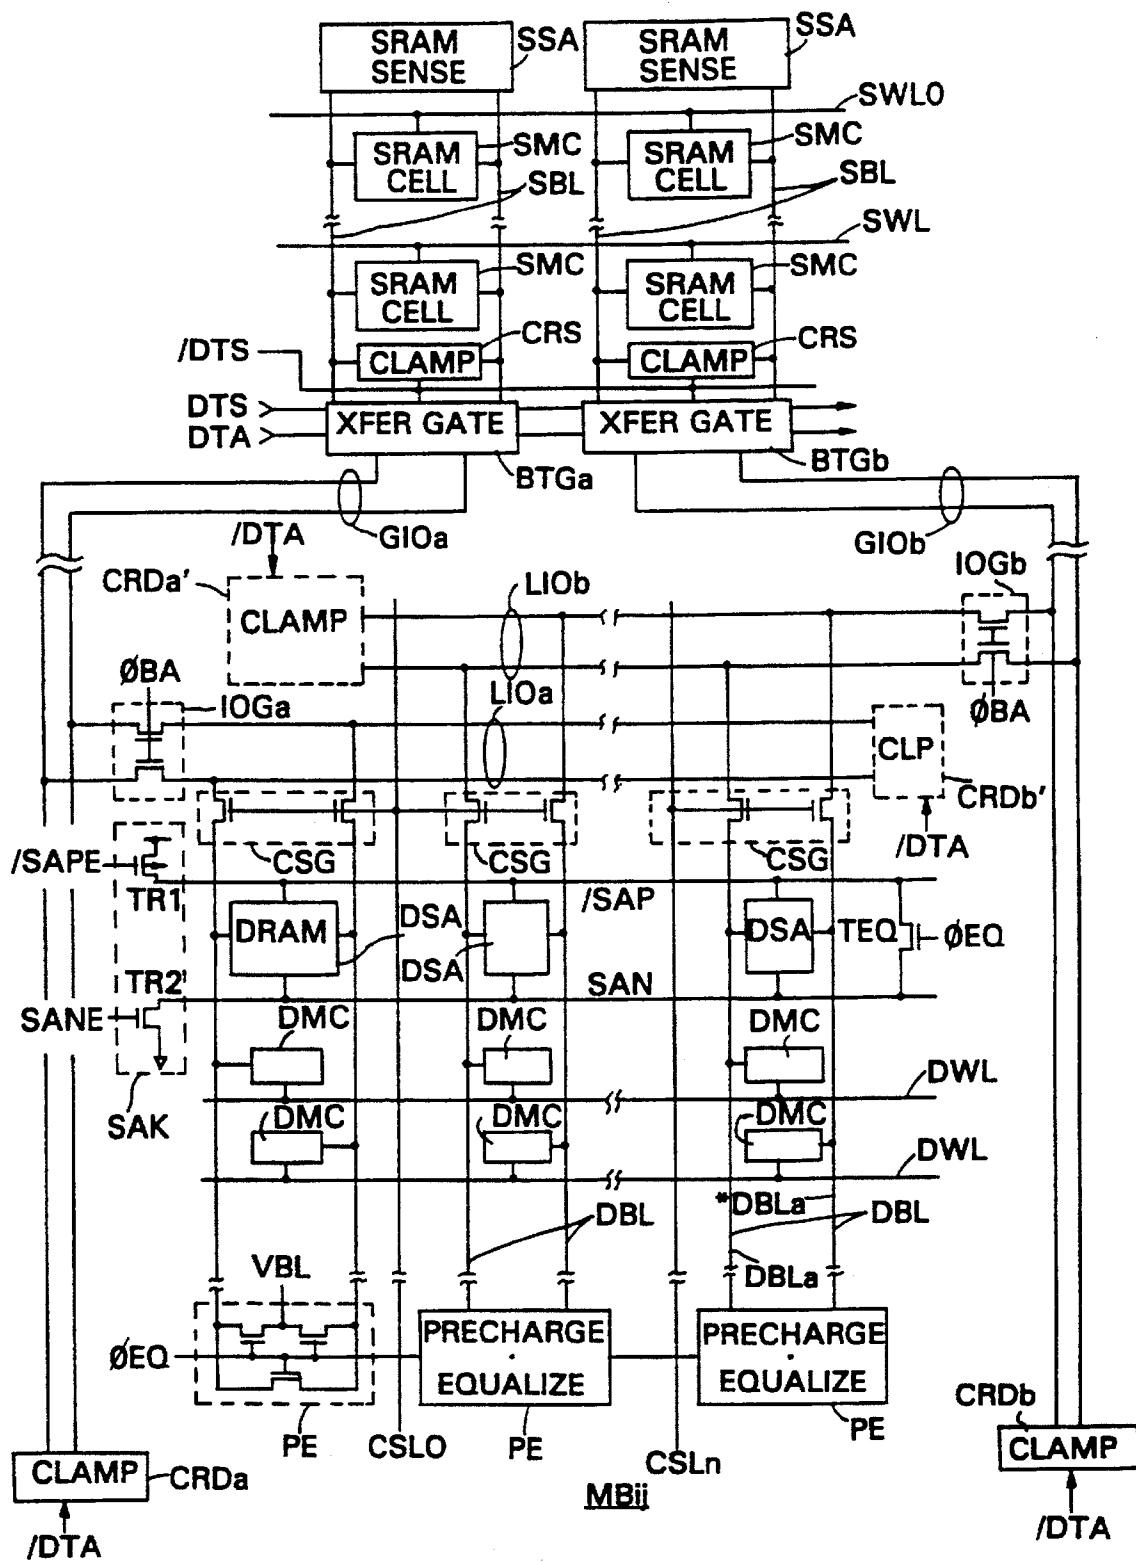 SRAM
SENSE
SSA
SRAM
SENSE
SSA
SWL0
SRAM
CELL
SMC
SRAM
CELL
SMC
SBL
SBL
SWL
SRAM
CELL
SMC
SRAM
CELL
SMC
/DTS
CLAMP
CRS
CLAMP
CRS
DTS
DTA
XFER GATE
XFER GATE
BTGa
BTGb
/DTA
GIOa
GIOb
CRDa'
CLAMP
LIOb
IOGb
ØBA
IOGa
LIOa
ØBA
CLP
CRDb'
/SAPE
TR1
CSG
CSG
CSG
/DTA
/SAP
DRAM
DSA
DSA
DSA
TEQ
ØEQ
TR2
SAN
SANE
DMC
DMC
DMC
DWL
SAK
DMC
DMC
DMC
DWL
*DBLa
DBL
DBL
VBL
DBLa
ØEQ
PRECHARGE
·
EQUALIZE
PRECHARGE
·
EQUALIZE
PE
CSL0
PE
CSLn
PE
CRDb
CLAMP
CRDa
CLAMP
MBij
/DTA
/DTA